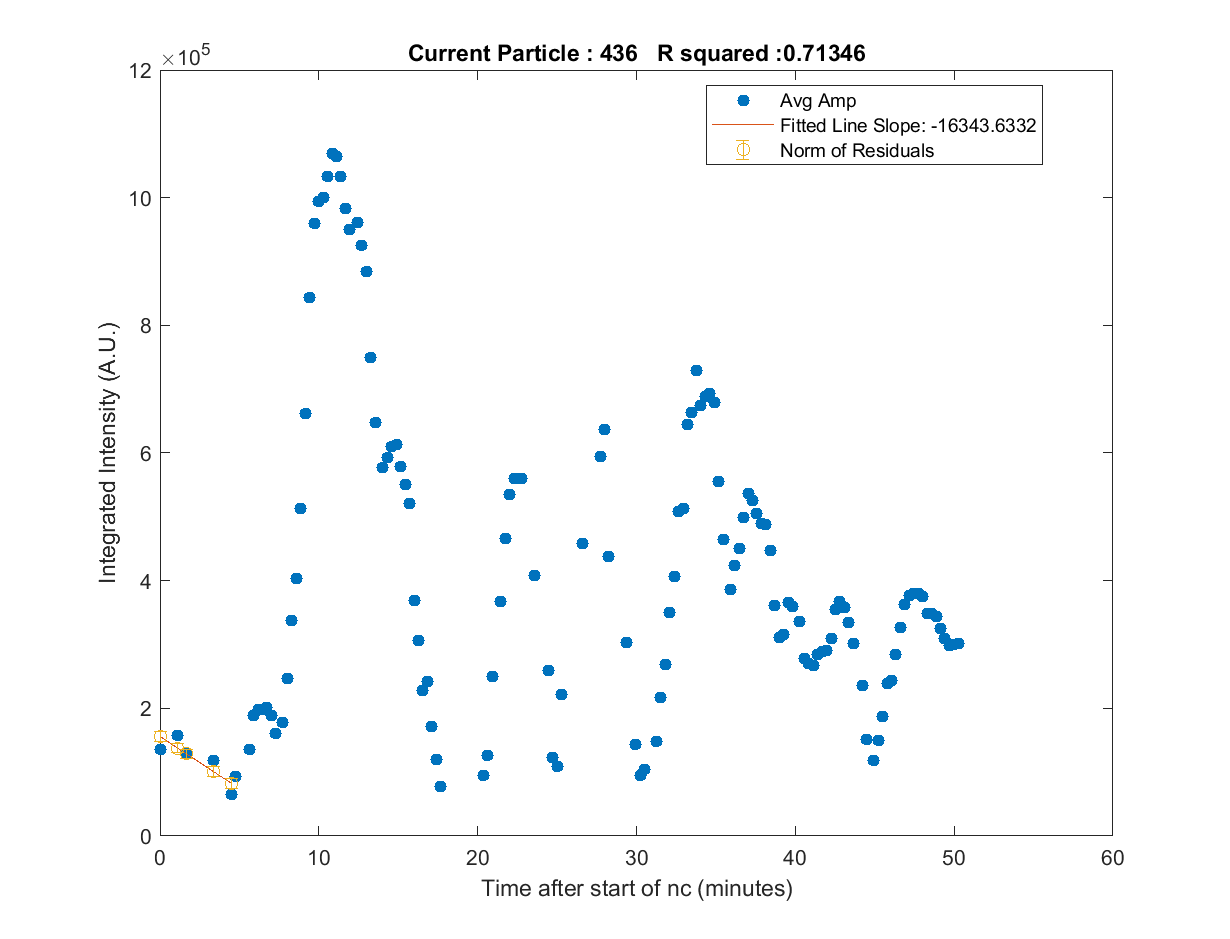 Current Particle : 436 R squared :0.71346
×10^5
12
10
8
6
4
2
0
0 10 20 30 40 50 60
Integrated Intensity (A.U.)
Time after start of nc (minutes)
Avg Amp
Fitted Line Slope: -16343.6332
Norm of Residuals